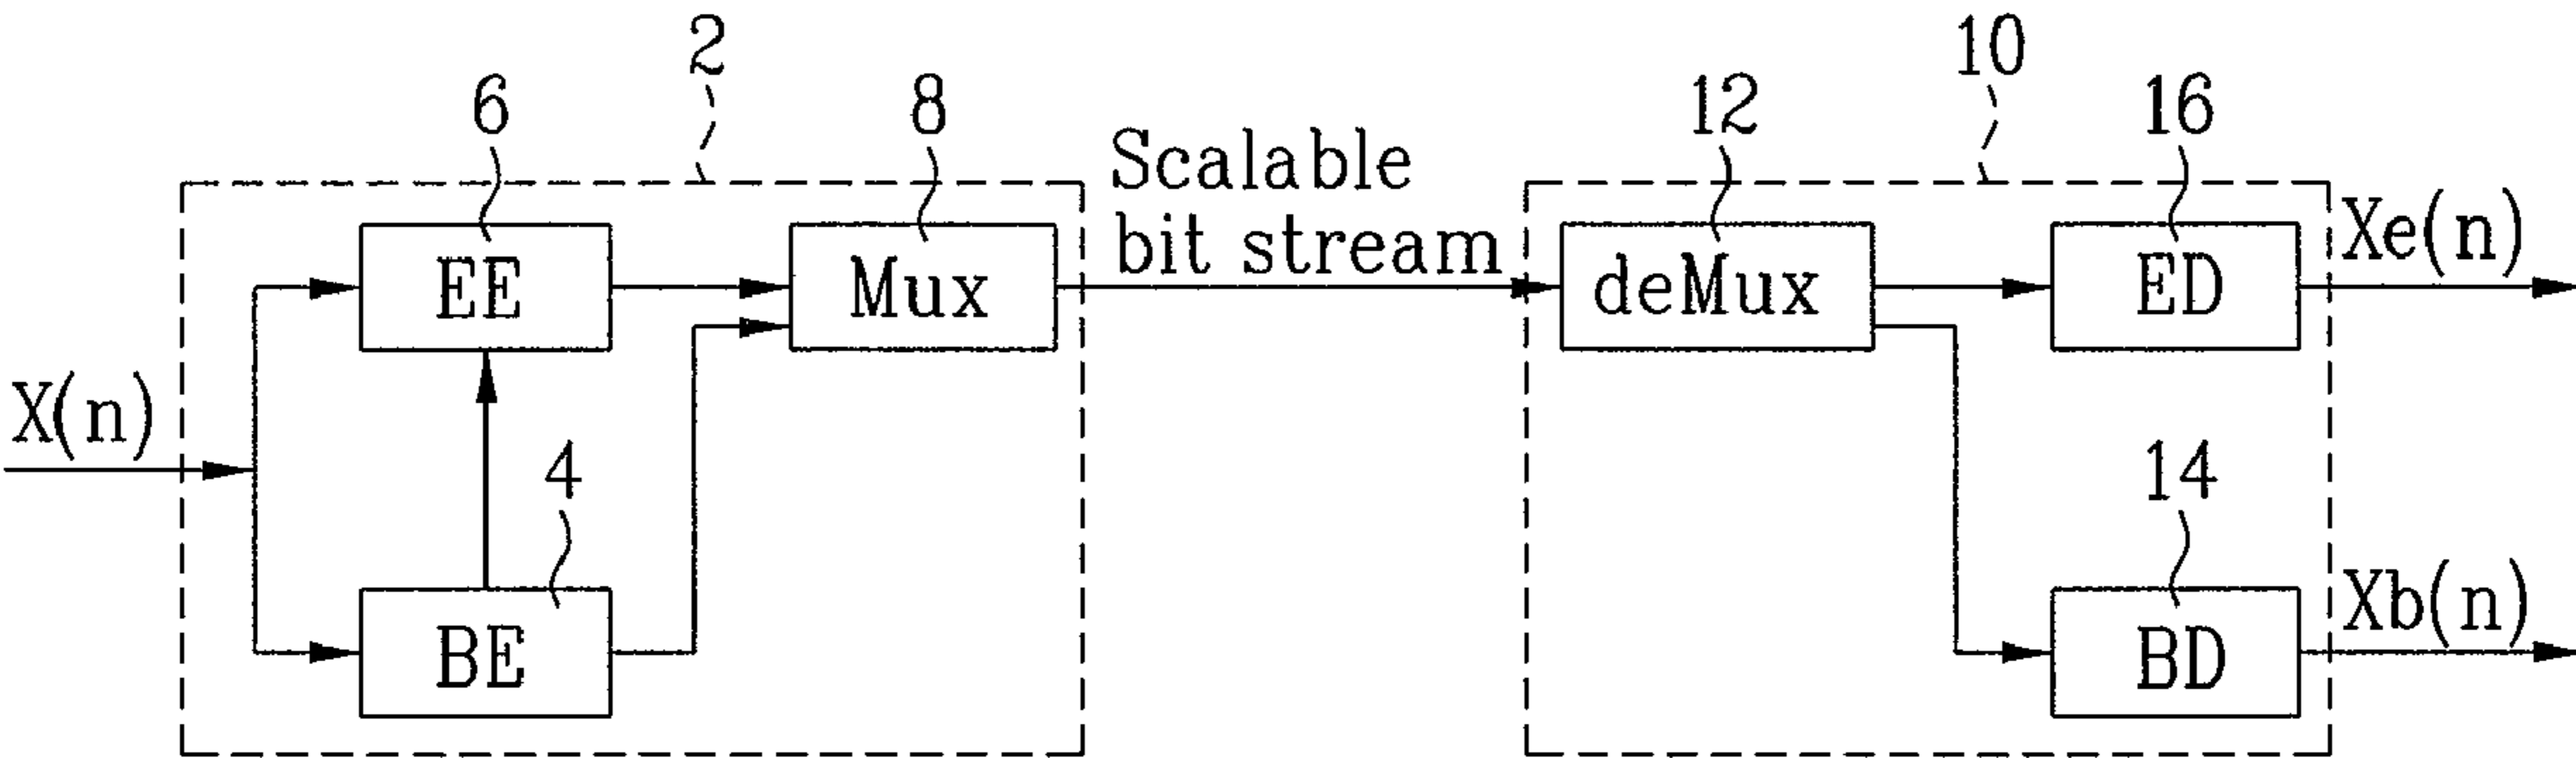 2
10
6
8
12
16
Scalable
bit stream
EE
Mux
deMux
ED
Xe(n)
X(n)
4
14
BE
BD
Xb(n)